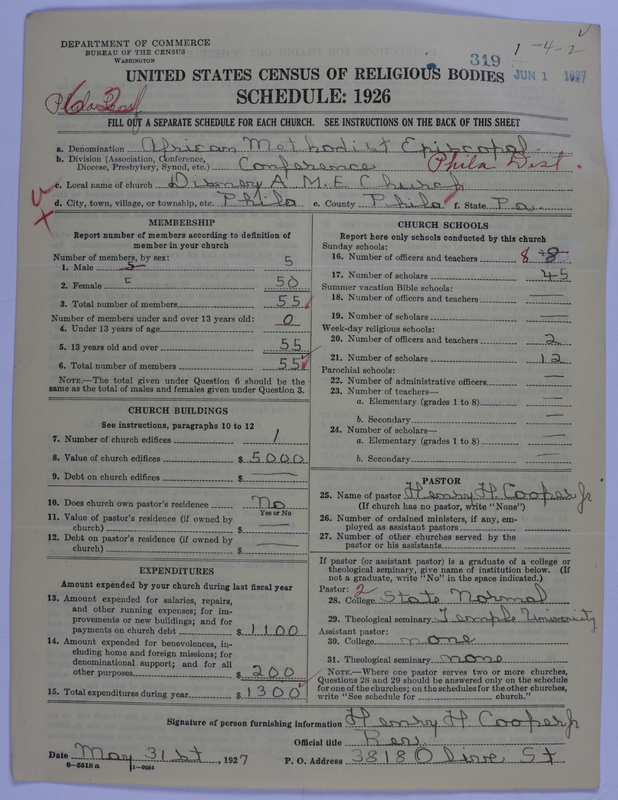 DEPARTMENT OF COMMERCE
BUREAU OF THE CENSUS
WASHINGTON
319
1-4-2
JUN 1 1927
UNITED STATES CENSUS OF RELIGIOUS BODIES
SCHEDULE: 1926
FILL OUT A SEPARATE SCHEDULE FOR EACH CHURCH. SEE INSTRUCTIONS ON THE BACK OF THIS SHEET
a. Denomination African Methodist Episcopal
b. Division (Association, Conference, Diocese, Presbytery, Synod, etc.) Conference Phila Dist.
c. Local name of church A. M. E. Church
d. City, town, village, or township, etc. Phila e. County Phila f. State Pa.
MEMBERSHIP
Report number of members according to definition of member in your church
Number of members, by sex:
1. Male 5 5
2. Female 50
3. Total number of members 55
Number of members under and over 13 years old:
4. Under 13 years of age 0
5. 13 years old and over 55
6. Total number of members 55
NOTE.—The total given under Question 6 should be the same as the total of males and females given under Question 3.
CHURCH BUILDINGS
See instructions, paragraphs 10 to 12
7. Number of church edifices 1
8. Value of church edifices $ 5000
9. Debt on church edifices $ —
10. Does church own pastor's residence No
Yes or No
11. Value of pastor's residence (if owned by church) $ —
12. Debt on pastor's residence (if owned by church) $ —
EXPENDITURES
Amount expended by your church during last fiscal year
13. Amount expended for salaries, repairs, and other running expenses; for improvements or new buildings; and for payments on church debt $ 1100
14. Amount expended for benevolences, including home and foreign missions; for denominational support; and for all other purposes $ 200
15. Total expenditures during year $ 1300
CHURCH SCHOOLS
Report here only schools conducted by this church
Sunday schools:
16. Number of officers and teachers 8 8
17. Number of scholars 45
Summer vacation Bible schools:
18. Number of officers and teachers —
19. Number of scholars —
Week-day religious schools:
20. Number of officers and teachers 2
21. Number of scholars 12
Parochial schools:
22. Number of administrative officers —
23. Number of teachers—
a. Elementary (grades 1 to 8) —
b. Secondary —
24. Number of scholars—
a. Elementary (grades 1 to 8) —
b. Secondary —
PASTOR
25. Name of pastor Henry H. Cooper Jr
(If church has no pastor, write "None")
26. Number of ordained ministers, if any, employed as assistant pastors
27. Number of other churches served by the pastor or his assistants
If pastor (or assistant pastor) is a graduate of a college or theological seminary, give name of institution below. (If not a graduate, write "No" in the space indicated.)
Pastor: 2
28. College State Normal
29. Theological seminary Temple University
Assistant pastor:
30. College none
31. Theological seminary none
NOTE.—Where one pastor serves two or more churches, Questions 28 and 29 should be answered only on the schedule for one of the churches; on the schedules for the other churches, write "See schedule for church."
Signature of person furnishing information Henry H Cooper Jr
Official title Rev.
Date May 31st, 1927 P. O. Address 3818 Olive St
8—5518 a 11—9024